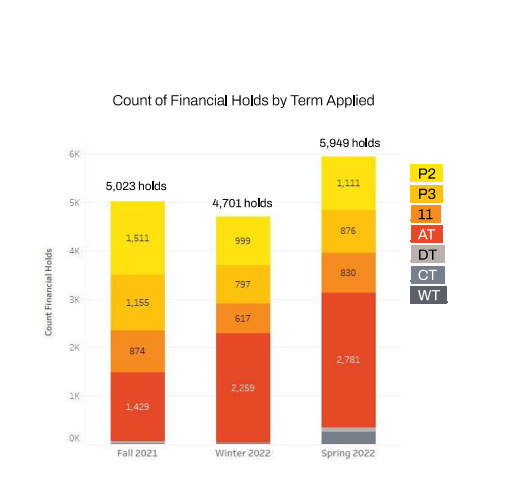 Count of Financial Holds by Term Applied
5,949 holds
6K
P2
1,111
P3
5,023 holds
5K
4,701 holds
11
876
1,511
999
AT
4K
DT
830
797
CT
1,155
3K
WT
617
Count Financial Holds
874
2K
2,781
2,259
1,429
1K
0K
Fall 2021
Winter 2022
Spring 2022